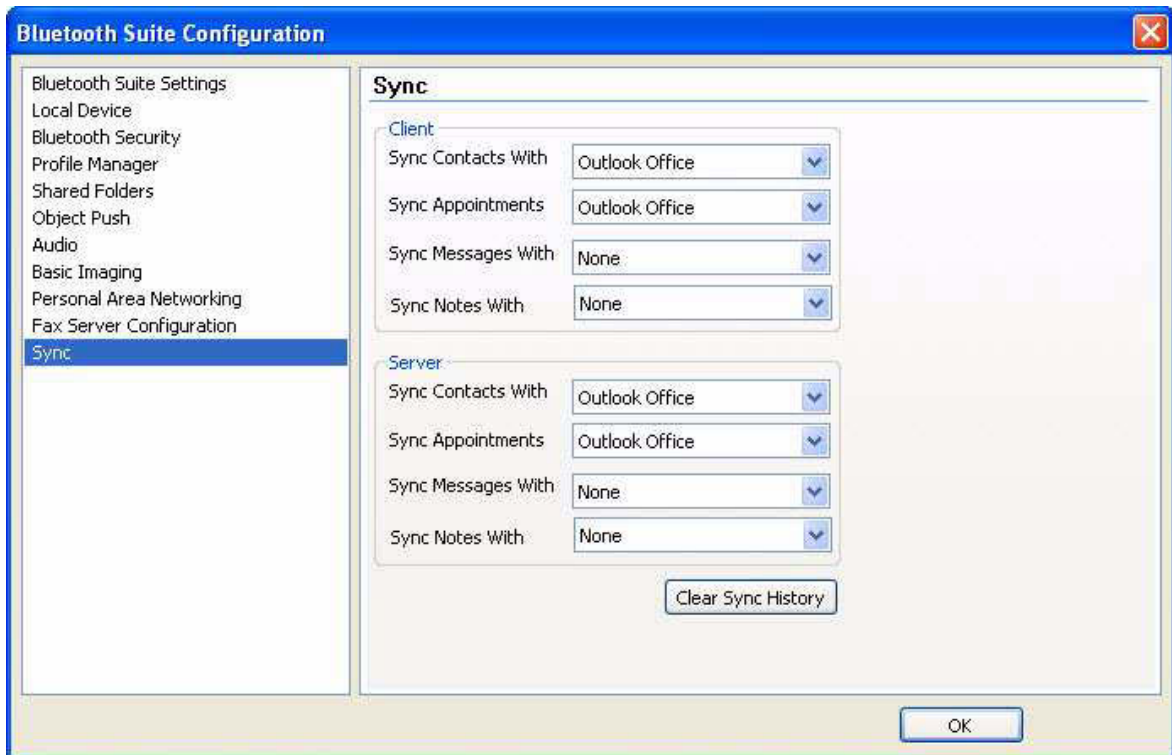 Bluetooth Suite Configuration
Bluetooth Suite Settings
Local Device
Bluetooth Security
Profile Manager
Shared Folders
Object Push
Audio
Basic Imaging
Personal Area Networking
Fax Server Configuration
Sync
Sync
Client
Sync Contacts With Outlook Office
Sync Appointments Outlook Office
Sync Messages With None
Sync Notes With None
Server
Sync Contacts With Outlook Office
Sync Appointments Outlook Office
Sync Messages With None
Sync Notes With None
Clear Sync History
OK